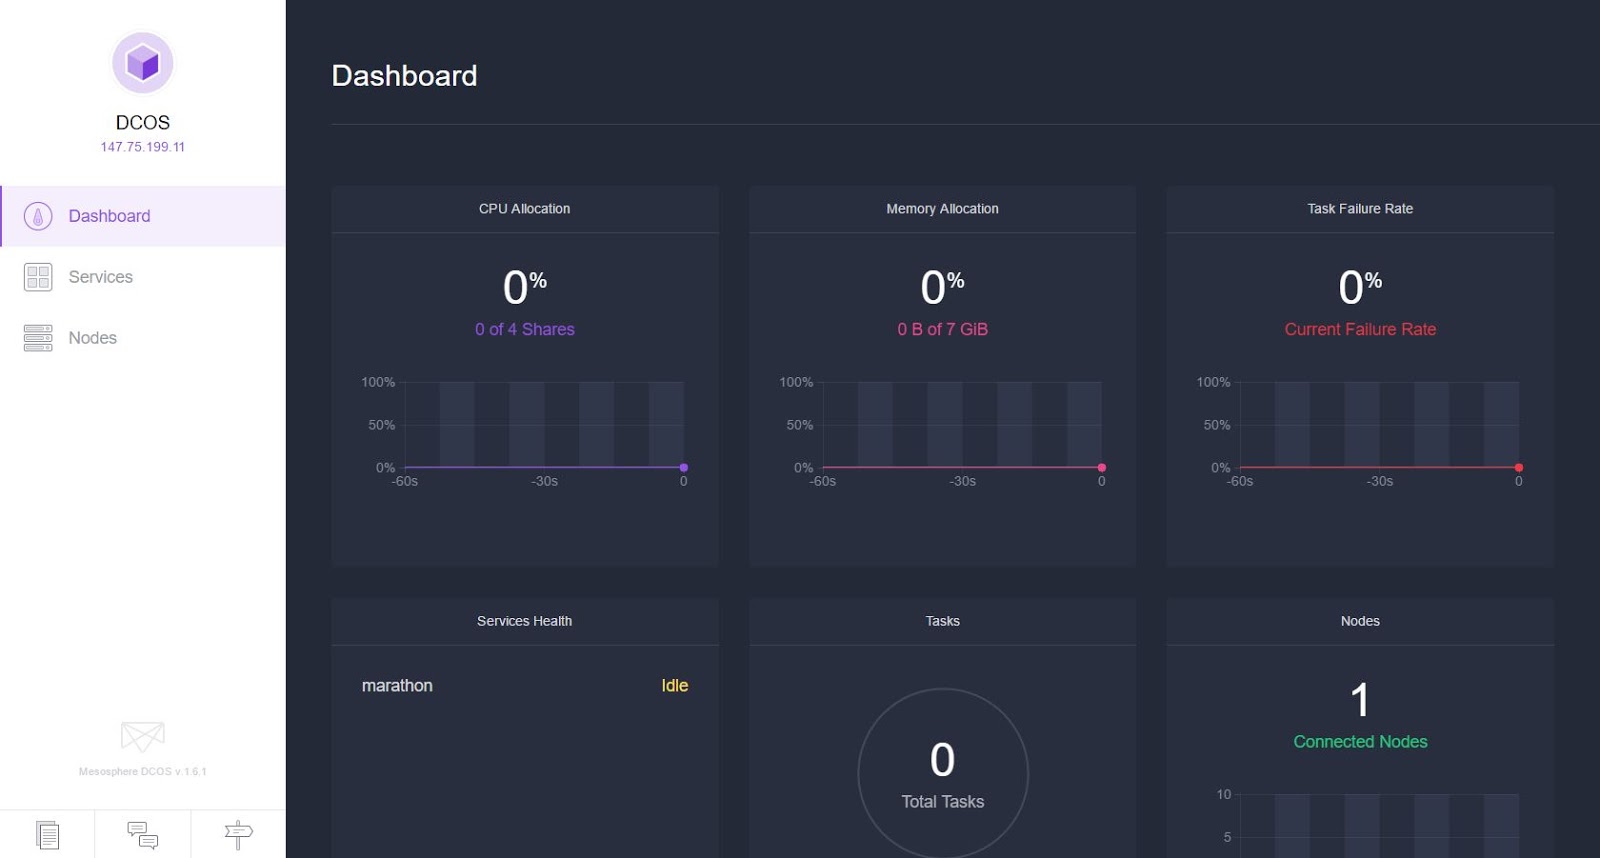 DCOS
147.75.199.11
Dashboard
Services
Nodes
Mesosphere DCOS v.1.6.1
Dashboard
CPU Allocation
0%
0 of 4 Shares
100%
50%
0%
-60s -30s 0
Memory Allocation
0%
0 B of 7 GiB
100%
50%
0%
-60s -30s 0
Task Failure Rate
0%
Current Failure Rate
100%
50%
0%
-60s -30s 0
Services Health
marathon Idle
Tasks
0
Total Tasks
Nodes
1
Connected Nodes
10
5